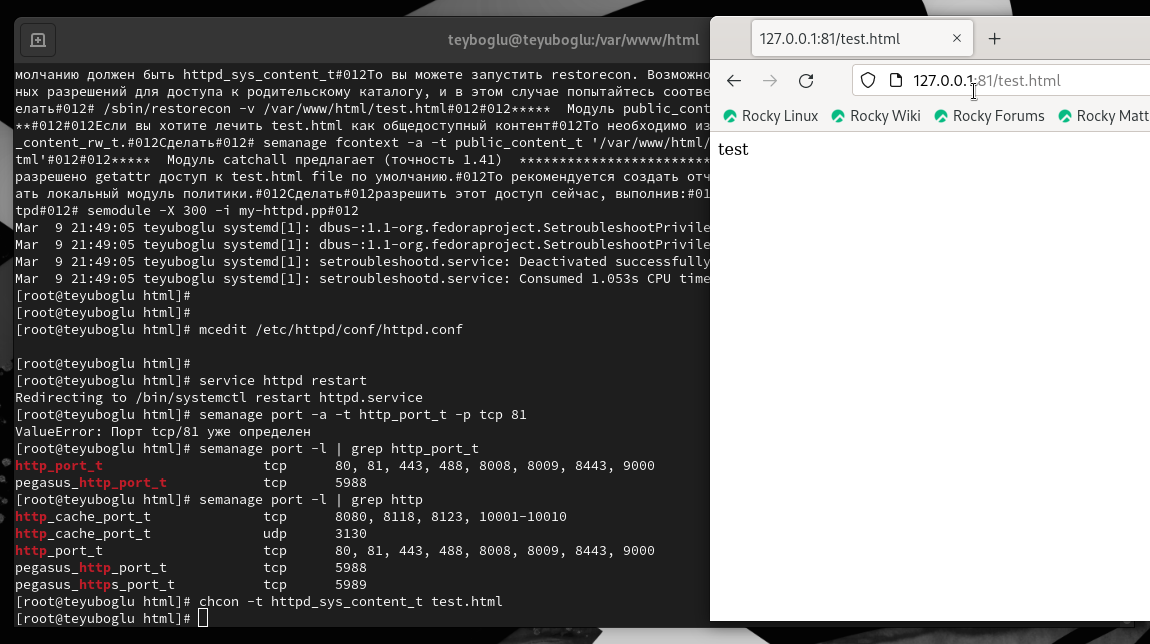 teyboglu@teyuboglu:/var/www/html
молчанию должен быть httpd_sys_content_t#012То вы можете запустить restorecon. Возможно
ных разрешений для доступа к родительскому каталогу, и в этом случае попытайтесь соотве
елать#012# /sbin/restorecon -v /var/www/html/test.html#012#012*****  Модуль public_cont
**#012#012Если вы хотите лечить test.html как общедоступный контент#012То необходимо из
_content_rw_t.#012Сделать#012# semanage fcontext -a -t public_content_t '/var/www/html/
tml'#012#012*****  Модуль catchall предлагает (точность 1.41)  ************************
разрешено getattr доступ к test.html file по умолчанию.#012То рекомендуется создать отч
ать локальный модуль политики.#012Сделать#012разрешить этот доступ сейчас, выполнив:#01
tpd#012# semodule -X 300 -i my-httpd.pp#012
Mar  9 21:49:05 teyuboglu systemd[1]: dbus-:1.1-org.fedoraproject.SetroubleshootPrivile
Mar  9 21:49:05 teyuboglu systemd[1]: dbus-:1.1-org.fedoraproject.SetroubleshootPrivile
Mar  9 21:49:05 teyuboglu systemd[1]: setroubleshootd.service: Deactivated successfully
Mar  9 21:49:05 teyuboglu systemd[1]: setroubleshootd.service: Consumed 1.053s CPU time
[root@teyuboglu html]#
[root@teyuboglu html]#
[root@teyuboglu html]# mcedit /etc/httpd/conf/httpd.conf
[root@teyuboglu html]#
[root@teyuboglu html]# service httpd restart
Redirecting to /bin/systemctl restart httpd.service
[root@teyuboglu html]# semanage port -a -t http_port_t -p tcp 81
ValueError: Порт tcp/81 уже определен
[root@teyuboglu html]# semanage port -l | grep http_port_t
http_port_t                    tcp      80, 81, 443, 488, 8008, 8009, 8443, 9000
pegasus_http_port_t            tcp      5988
[root@teyuboglu html]# semanage port -l | grep http
http_cache_port_t              tcp      8080, 8118, 8123, 10001-10010
http_cache_port_t              udp      3130
http_port_t                    tcp      80, 81, 443, 488, 8008, 8009, 8443, 9000
pegasus_http_port_t            tcp      5988
pegasus_https_port_t           tcp      5989
[root@teyuboglu html]# chcon -t httpd_sys_content_t test.html
[root@teyuboglu html]#
127.0.0.1:81/test.html
127.0.0.1:81/test.html
Rocky Linux Rocky Wiki Rocky Forums Rocky Matt
test